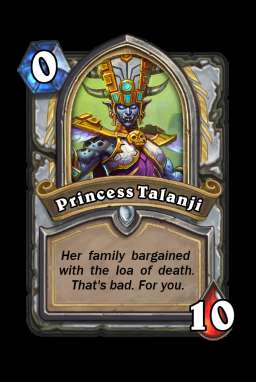 0
Princess Talanji
Her family bargained
with the loa of death.
That's bad. For you.
10